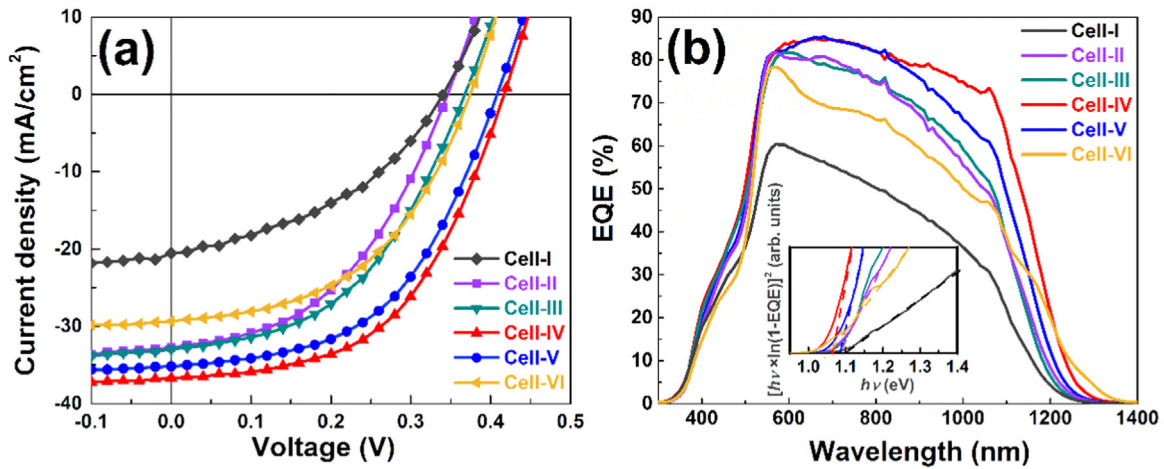 (a)
Current density (mA/cm²)
10
0
-10
-20
-30
-40
-0.1
0.0
0.1
0.2
0.3
0.4
0.5
Voltage (V)
Cell-I
Cell-II
Cell-III
Cell-IV
Cell-V
Cell-VI
(b)
EQE (%)
90
80
70
60
50
40
30
20
10
0
400
600
800
1000
1200
1400
Wavelength (nm)
Cell-I
Cell-II
Cell-III
Cell-IV
Cell-V
Cell-VI
[hν×ln(1-EQE)]² (arb. units)
1.0
1.1
1.2
1.3
1.4
hν (eV)